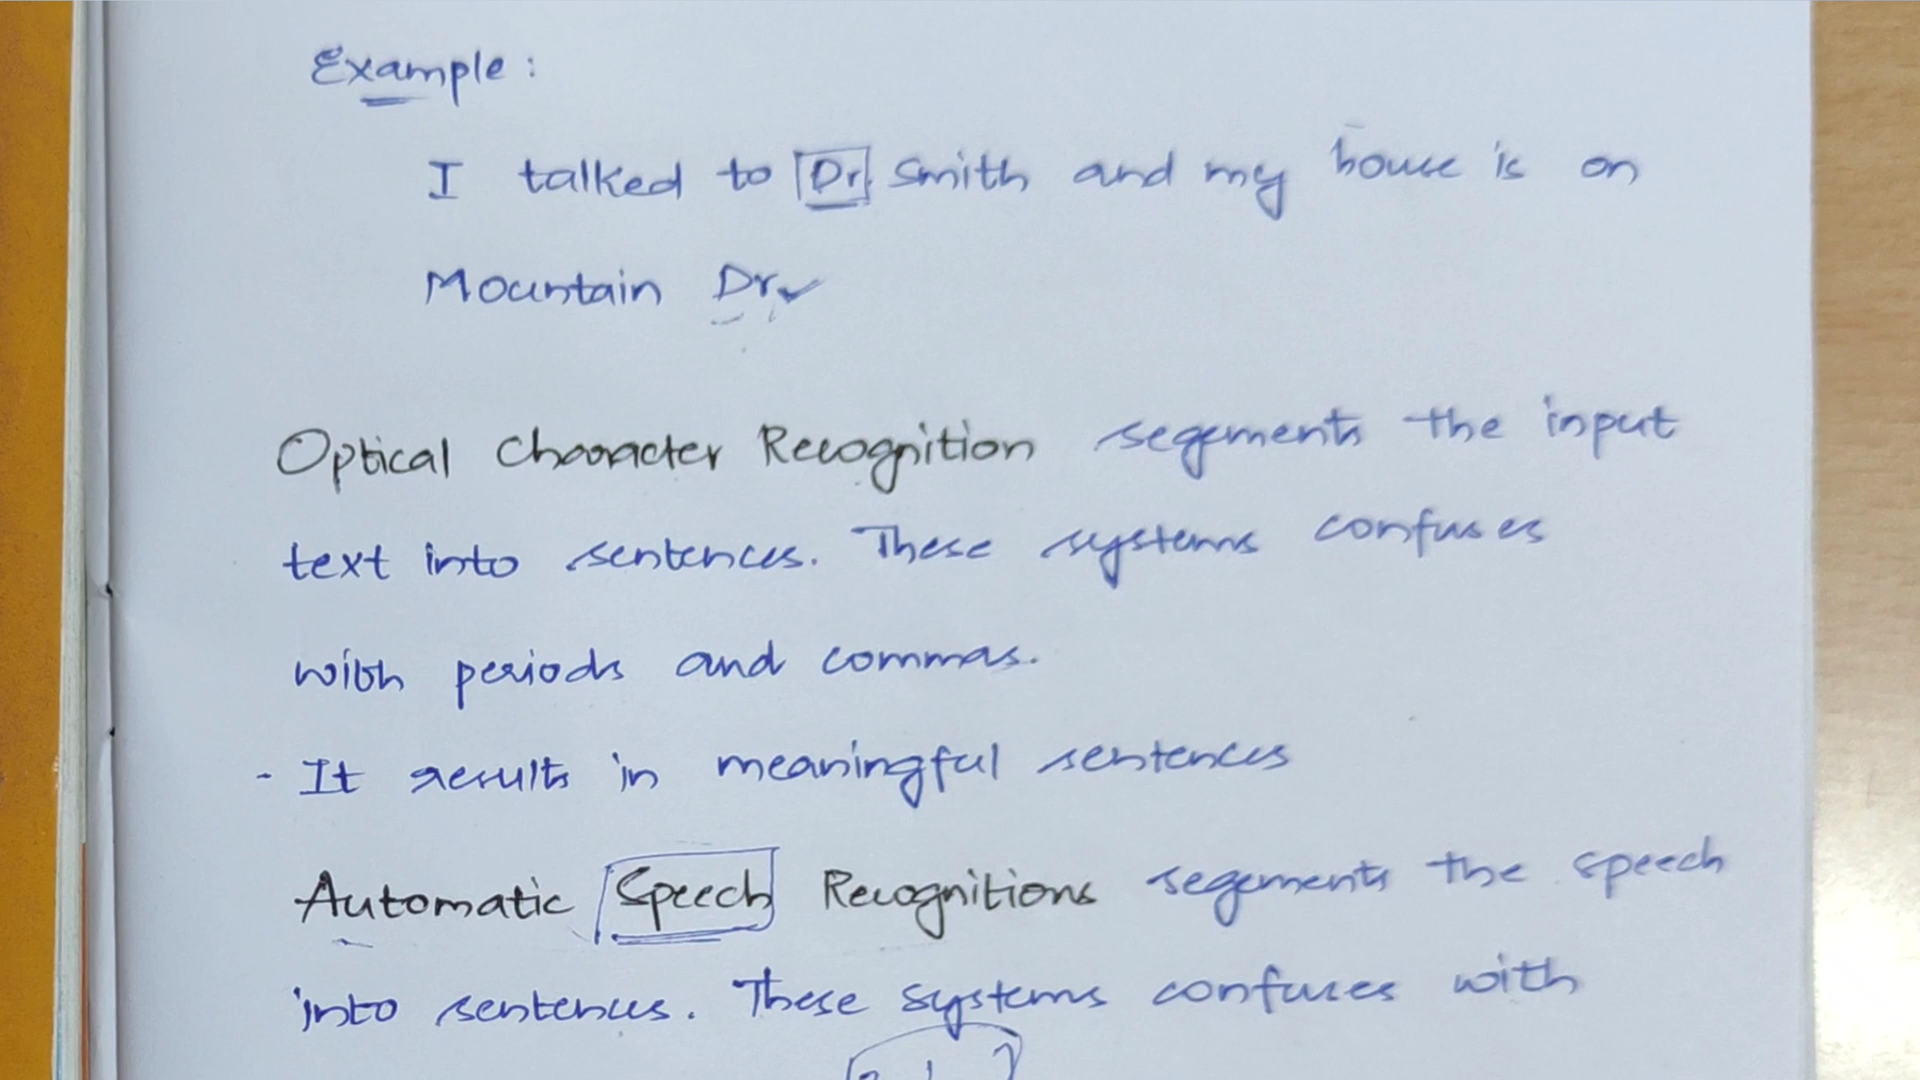 Example :
I talked to Dr. Smith and my house is on
Mountain Dr.
Optical Character Recognition segements the input
text into sentences. These systems confuses
with periods and commas.
- It results in meaningful sentences
Automatic Speech Recognitions segements the speech
into sentences. These systems confuses with